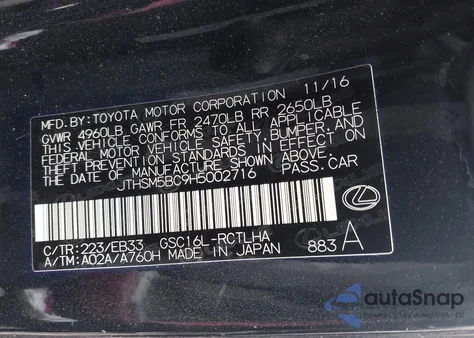 MFD.BY:TOYOTA MOTOR CORPORATION 11/16
GVWR 4960LB GAWR FR 2470LB RR 2650LB
THIS VEHICLE CONFORMS TO ALL APPLICABLE
FEDERAL MOTOR VEHICLE SAFETY,BUMPER,AND
THEFT PREVENTION STANDARDS IN EFFECT ON
THE DATE OF MANUFACTURE SHOWN ABOVE.
JTHSM5BC9H5002716 PASS.CAR
C/TR:223/EB33 GSC16L-RCTLHA
A/TM:A02A/A760H MADE IN JAPAN 883 A
autoSnap